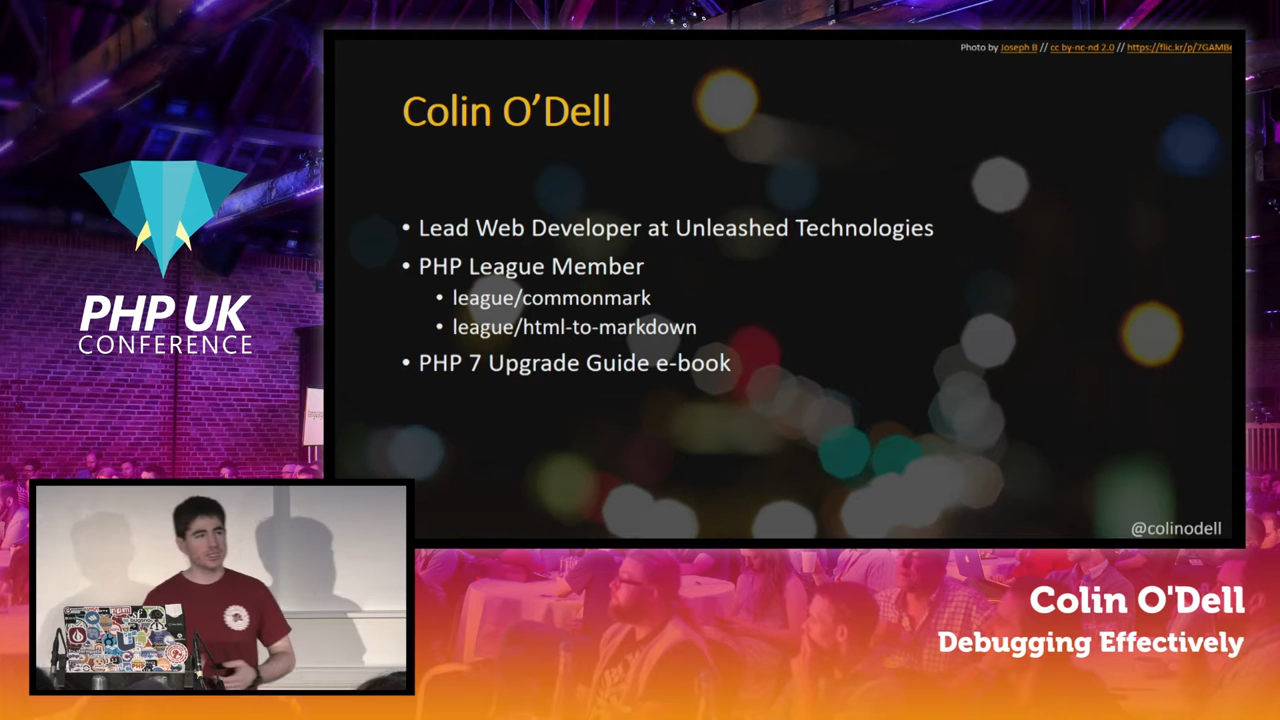 Photo by Joseph B // cc by-nc-nd 2.0 // https://flic.kr/p/7GAMB
Colin O’Dell
• Lead Web Developer at Unleashed Technologies
• PHP League Member
• league/commonmark
• league/html-to-markdown
• PHP 7 Upgrade Guide e-book
@colinodell
PHP UK
CONFERENCE
Colin O'Dell
Debugging Effectively